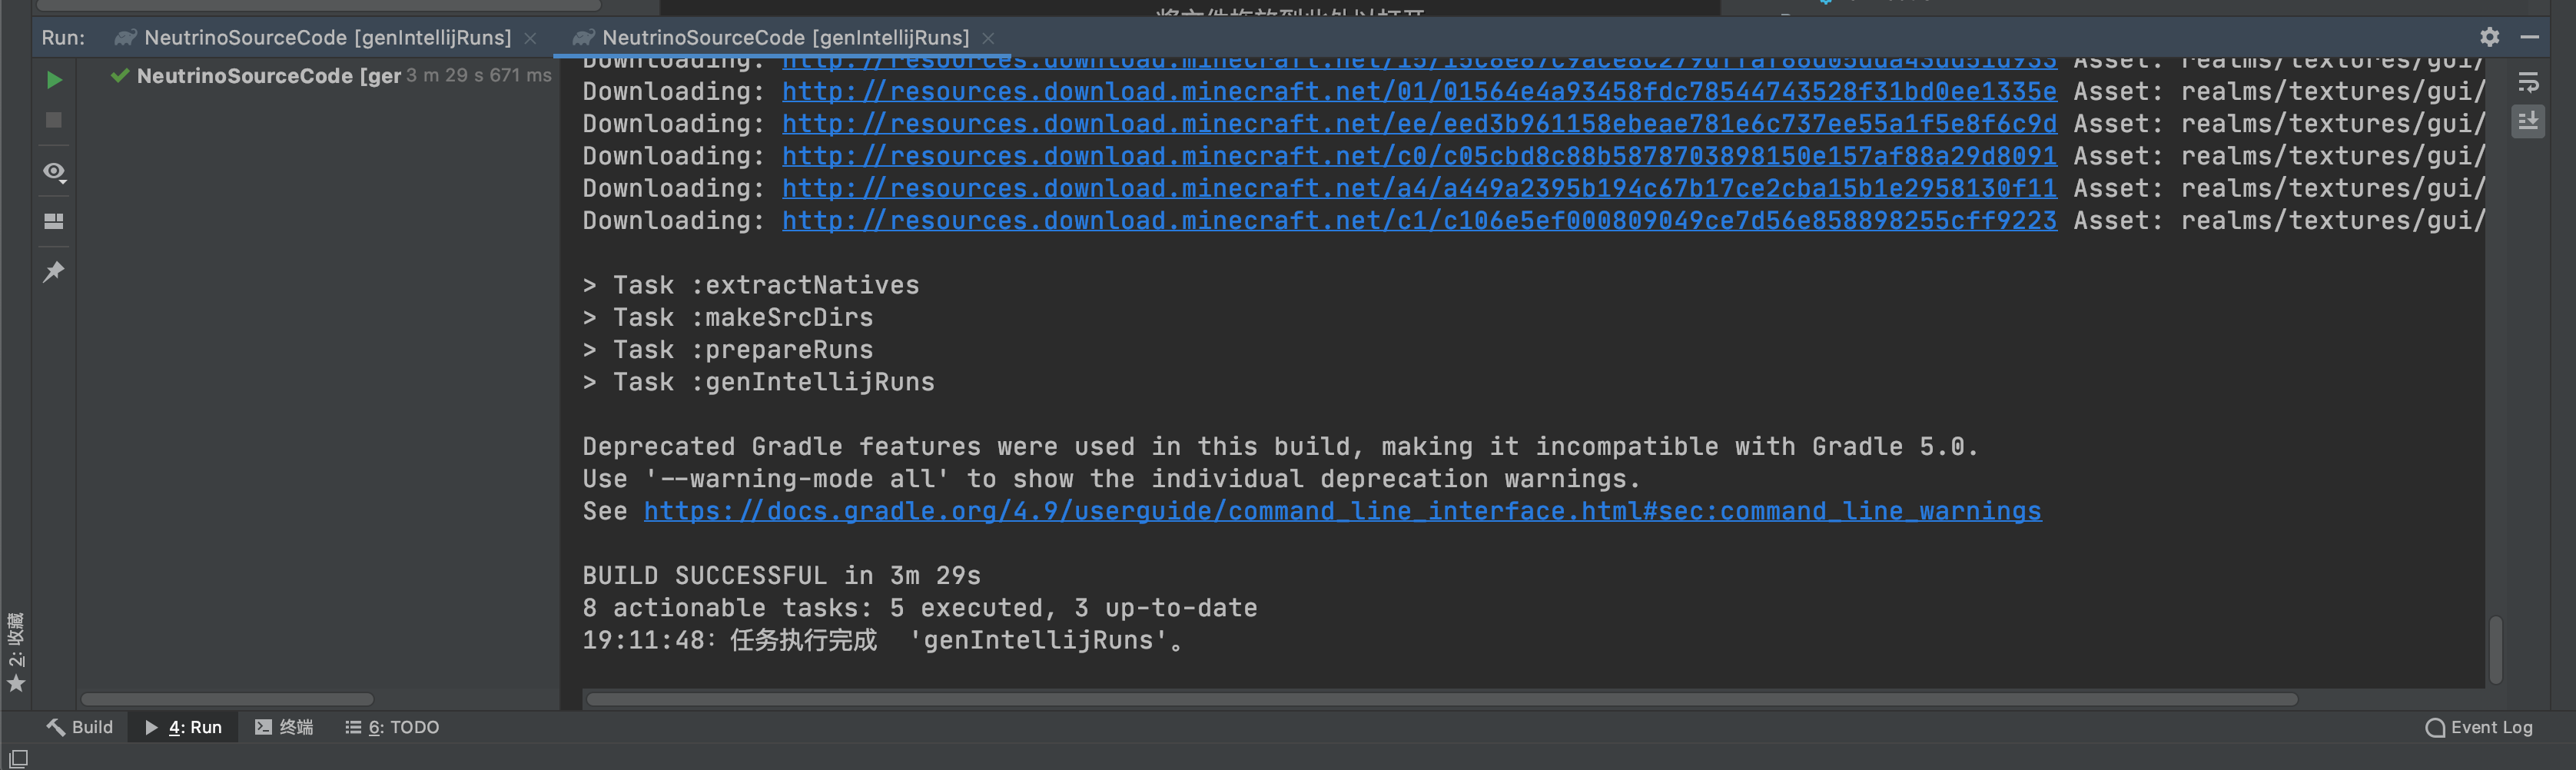 Run: NeutrinoSourceCode [genIntellijRuns] NeutrinoSourceCode [genIntellijRuns]
NeutrinoSourceCode [ger 3 m 29 s 671 ms
Downloading: Asset: realms/textures/gui/
Downloading: http://resources.download.minecraft.net/01/01564e4a93458fdc78544743528f31bd0ee1335e Asset: realms/textures/gui/
Downloading: http://resources.download.minecraft.net/ee/eed3b961158ebeae781e6c737ee55a1f5e8f6c9d Asset: realms/textures/gui/
Downloading: http://resources.download.minecraft.net/c0/c05cbd8c88b5878703898150e157af88a29d8091 Asset: realms/textures/gui/
Downloading: http://resources.download.minecraft.net/a4/a449a2395b194c67b17ce2cba15b1e2958130f11 Asset: realms/textures/gui/
Downloading: http://resources.download.minecraft.net/c1/c106e5ef000809049ce7d56e858898255cff9223 Asset: realms/textures/gui/
> Task :extractNatives
> Task :makeSrcDirs
> Task :prepareRuns
> Task :genIntellijRuns
Deprecated Gradle features were used in this build, making it incompatible with Gradle 5.0.
Use '--warning-mode all' to show the individual deprecation warnings.
See https://docs.gradle.org/4.9/userguide/command_line_interface.html#sec:command_line_warnings
BUILD SUCCESSFUL in 3m 29s
8 actionable tasks: 5 executed, 3 up-to-date
19:11:48: 任务执行完成 'genIntellijRuns'。
2: 收藏
Build 4: Run 终端 6: TODO Event Log